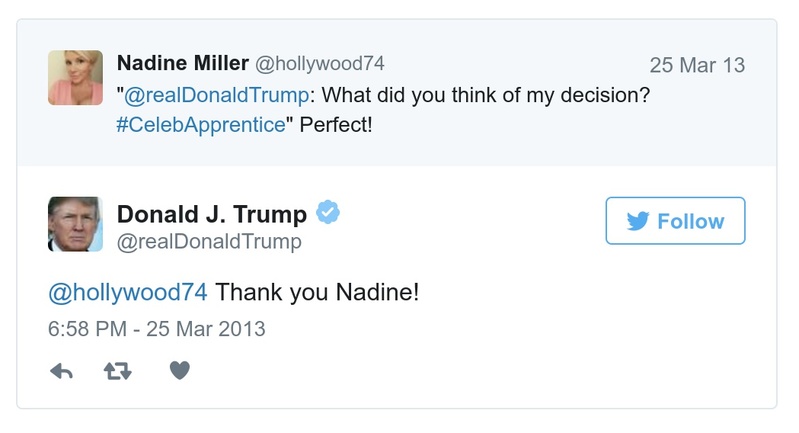 Nadine Miller @hollywood74
25 Mar 13
"@realDonaldTrump: What did you think of my decision?
#CelebApprentice" Perfect!
Donald J. Trump
@realDonaldTrump
Follow
@hollywood74 Thank you Nadine!
6:58 PM - 25 Mar 2013